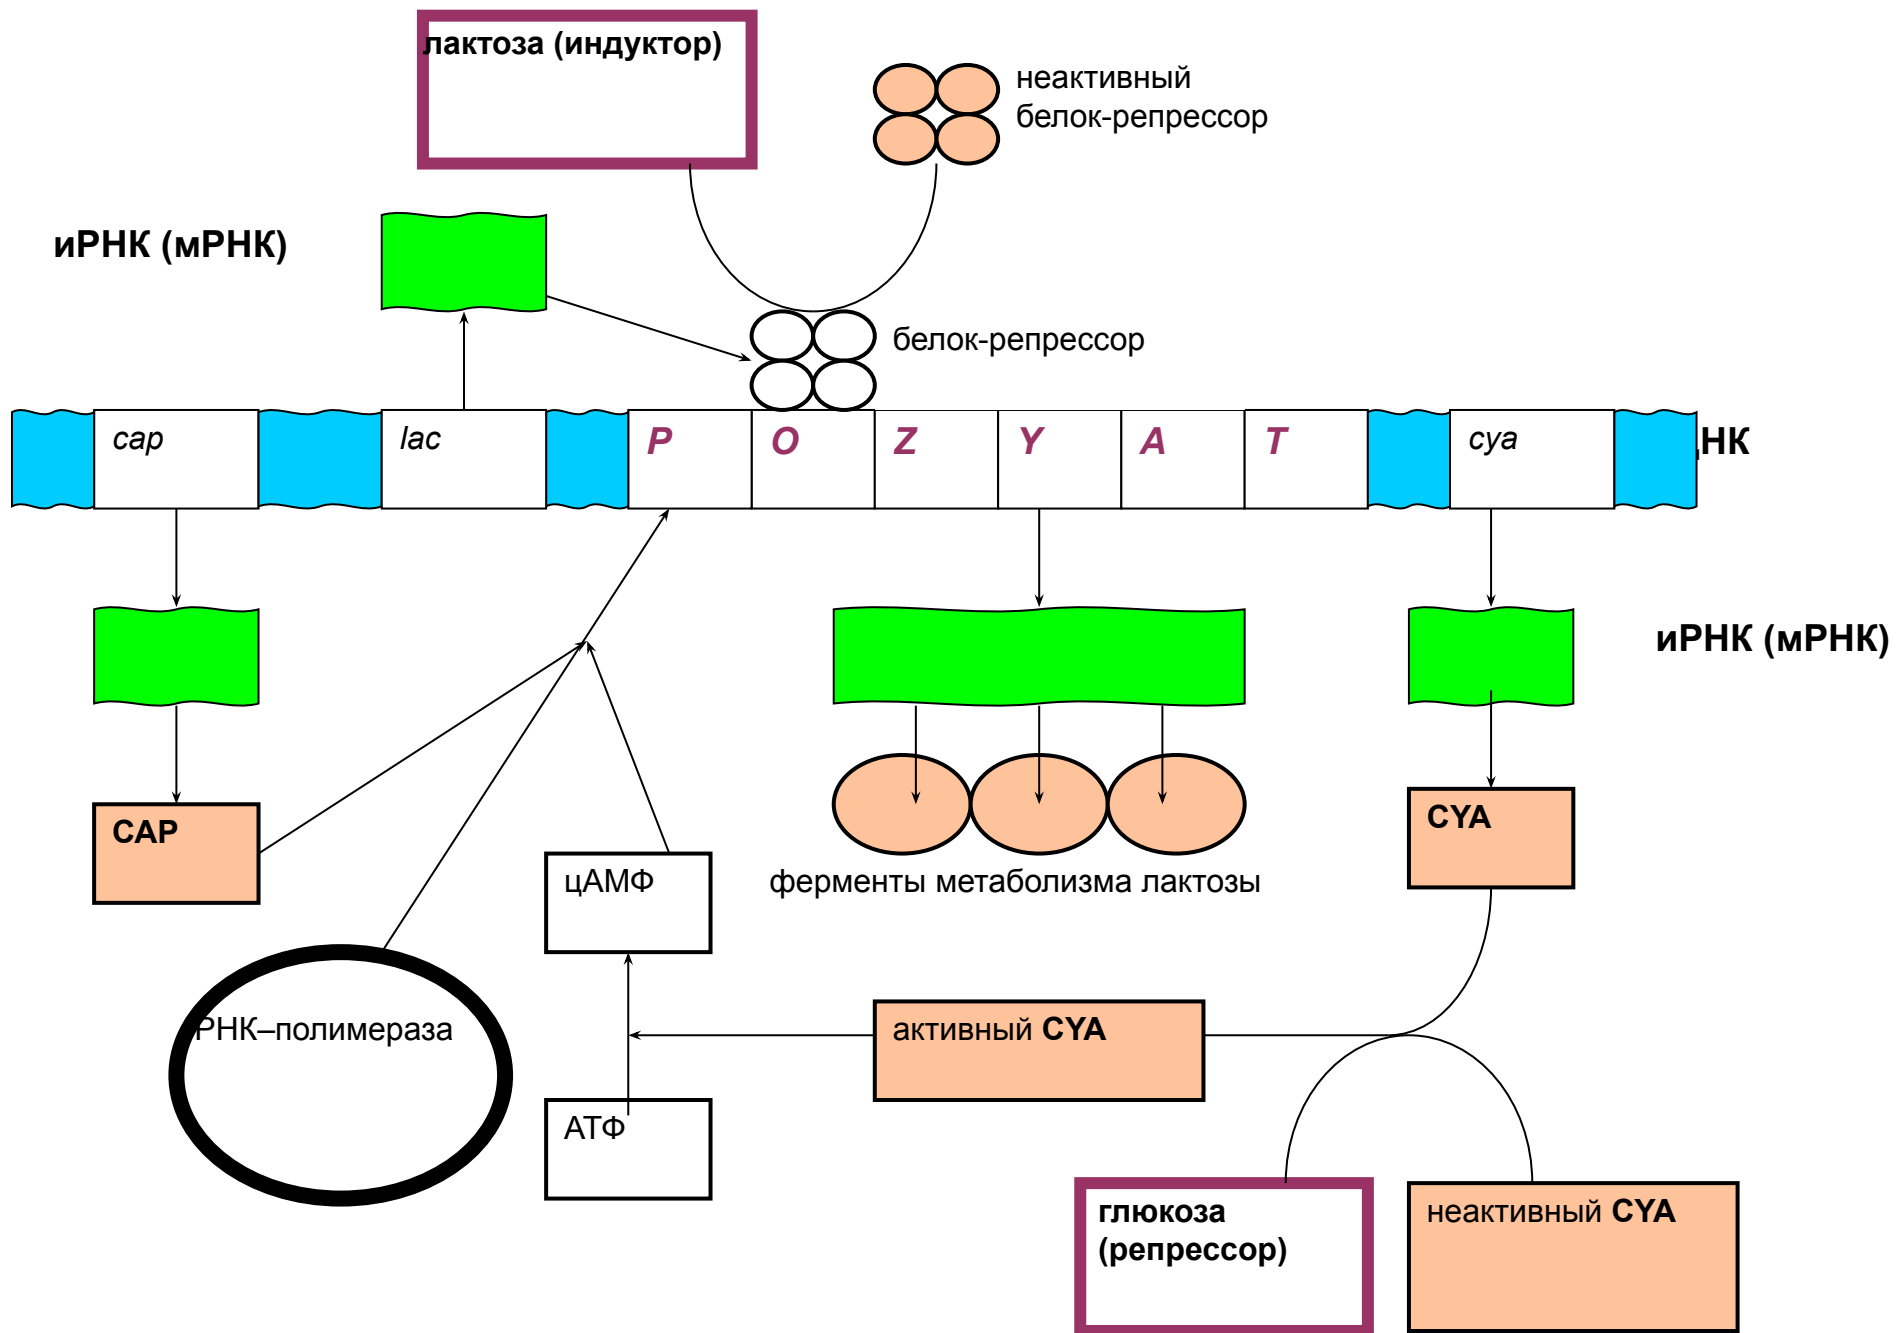 лактоза (индуктор)
неактивный
белок-репрессор
иРНК (мРНК)
белок-репрессор
cap
lac
P
O
Z
Y
A
T
cya
НК
иРНК (мРНК)
CAP
CYA
цАМФ
ферменты метаболизма лактозы
РНК–полимераза
активный CYA
АТФ
глюкоза
(репрессор)
неактивный CYA